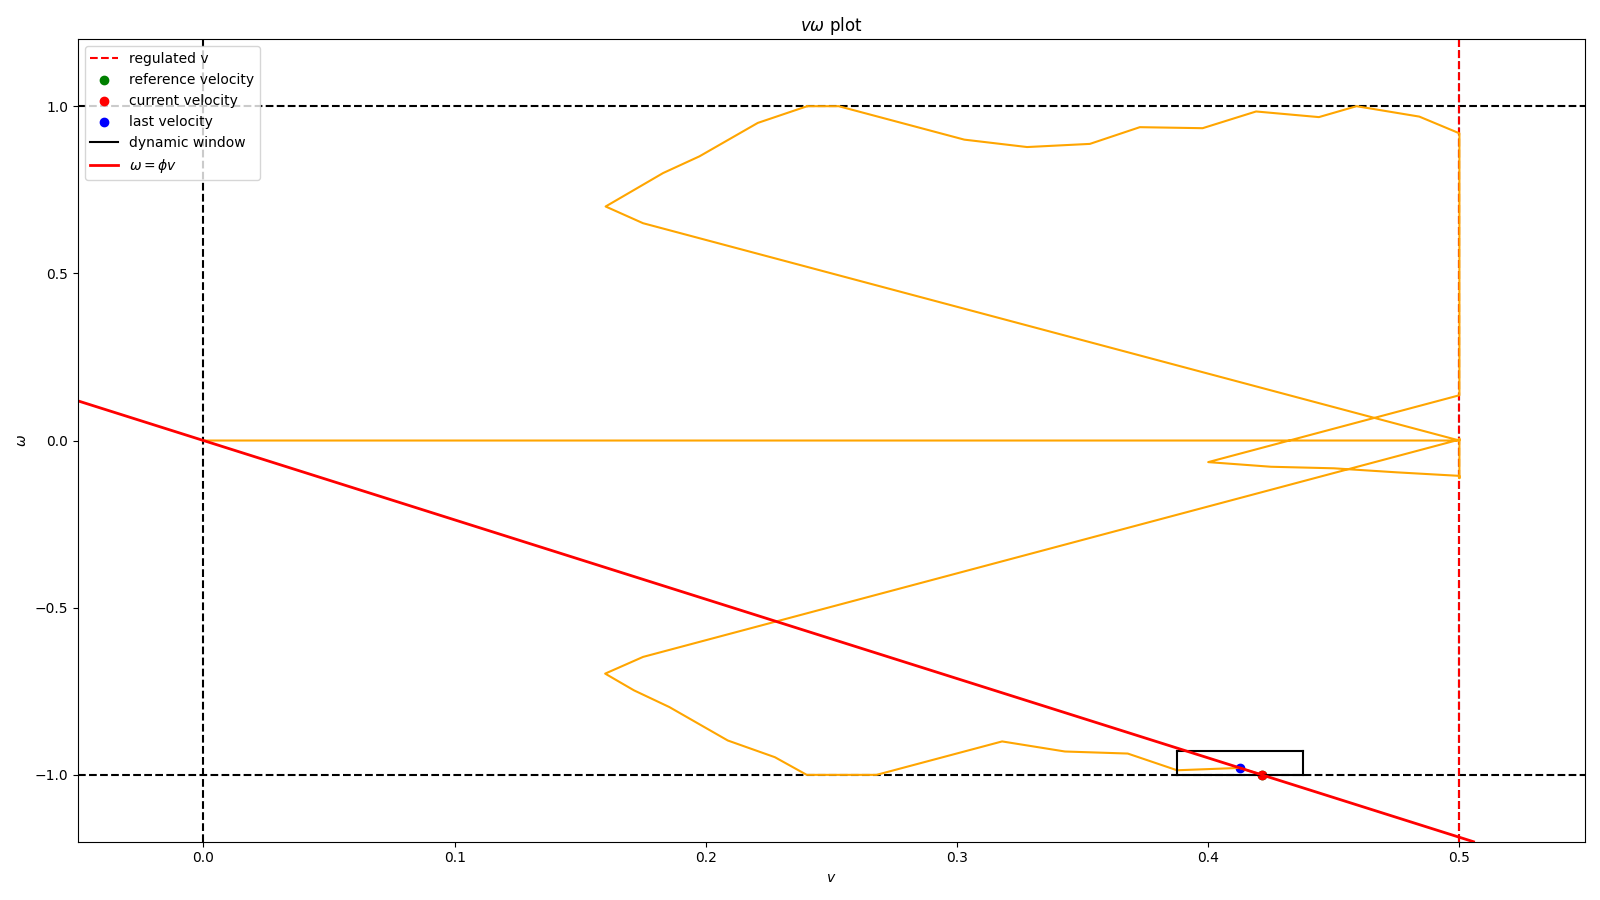 vω plot
regulated v
reference velocity
current velocity
last velocity
dynamic window
ω = ϕv
1.0
0.5
0.0
−0.5
−1.0
ω
0.0 0.1 0.2 0.3 0.4 0.5
v